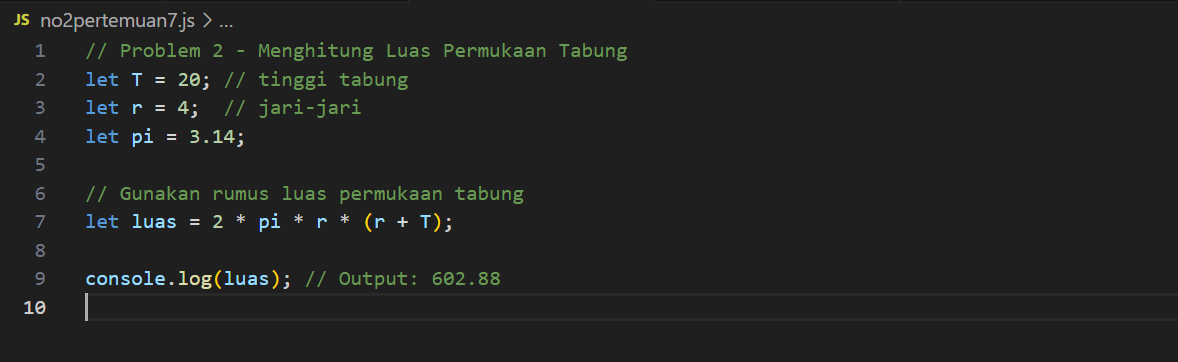 JS no2pertemuan7.js > ...
1 // Problem 2 - Menghitung Luas Permukaan Tabung
2 let T = 20; // tinggi tabung
3 let r = 4;  // jari-jari
4 let pi = 3.14;
5
6 // Gunakan rumus luas permukaan tabung
7 let luas = 2 * pi * r * (r + T);
8
9 console.log(luas); // Output: 602.88
10